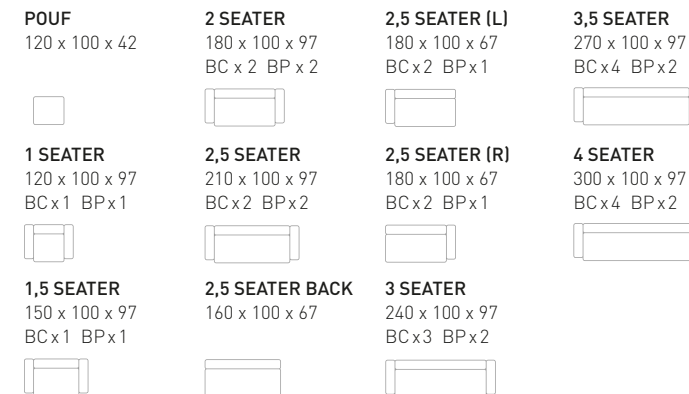 POUF
120 x 100 x 42
1 SEATER
120 x 100 x 97
BC x 1 BP x 1
1,5 SEATER
150 x 100 x 97
BC x 1 BP x 1
2 SEATER
180 x 100 x 97
BC x 2 BP x 2
2,5 SEATER
210 x 100 x 97
BC x 2 BP x 2
2,5 SEATER BACK
160 x 100 x 67
2,5 SEATER (L)
180 x 100 x 67
BC x 2 BP x 1
2,5 SEATER (R)
180 x 100 x 67
BC x 2 BP x 1
3 SEATER
240 x 100 x 97
BC x 3 BP x 2
3,5 SEATER
270 x 100 x 97
BC x 4 BP x 2
4 SEATER
300 x 100 x 97
BC x 4 BP x 2